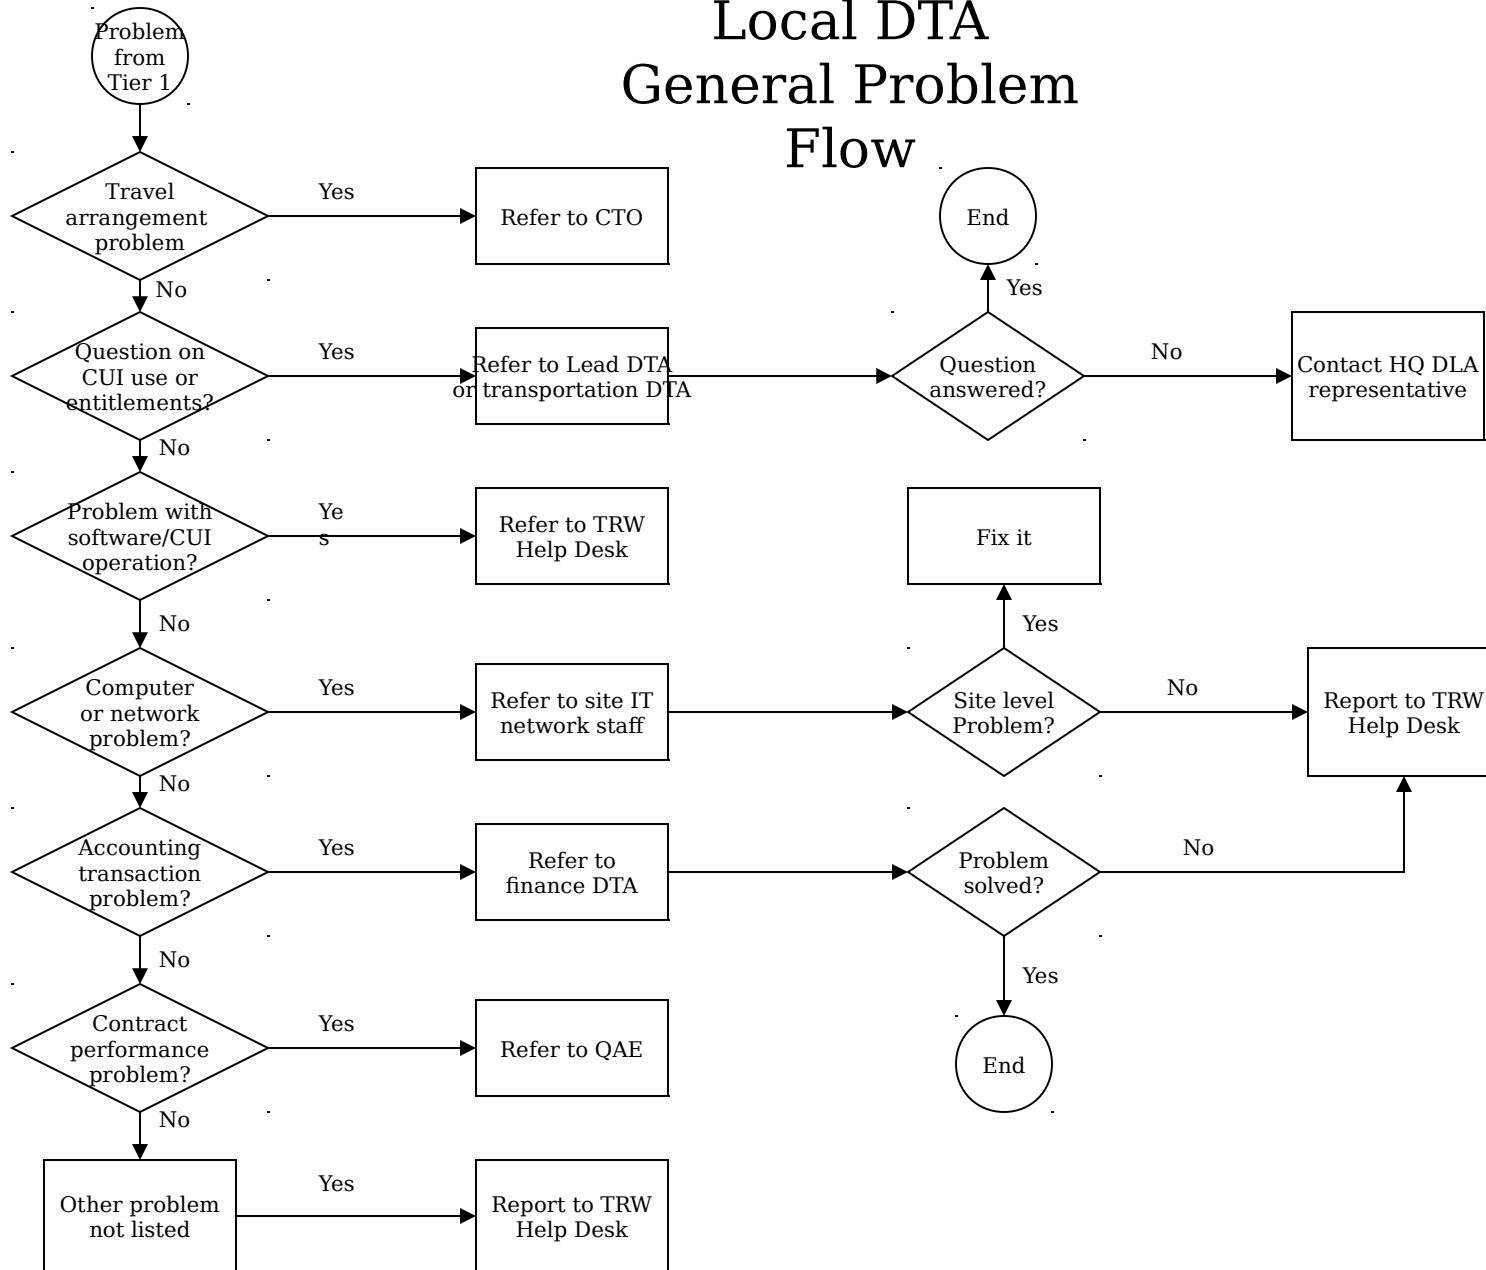 Local DTA
General Problem
Flow
Problem
from
Tier 1
Travel
arrangement
problem
Yes
Refer to CTO
End
No
Yes
Question on
CUI use or
entitlements?
Yes
Refer to Lead DTA
or transportation DTA
Question
answered?
No
Contact HQ DLA
representative
No
Problem with
software/CUI
operation?
Ye
s
Refer to TRW
Help Desk
Fix it
No
Yes
Computer
or network
problem?
Yes
Refer to site IT
network staff
Site level
Problem?
No
Report to TRW
Help Desk
No
Accounting
transaction
problem?
Yes
Refer to
finance DTA
Problem
solved?
No
No
Yes
Contract
performance
problem?
Yes
Refer to QAE
End
No
Other problem
not listed
Yes
Report to TRW
Help Desk